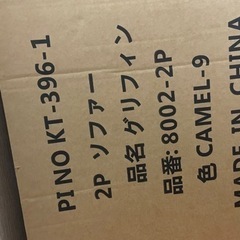 PI NO KT-396-1
2P ソファー
品名 グリフィン
品番: 8002-2P
色 CAMEL-9
MADE IN CHINA